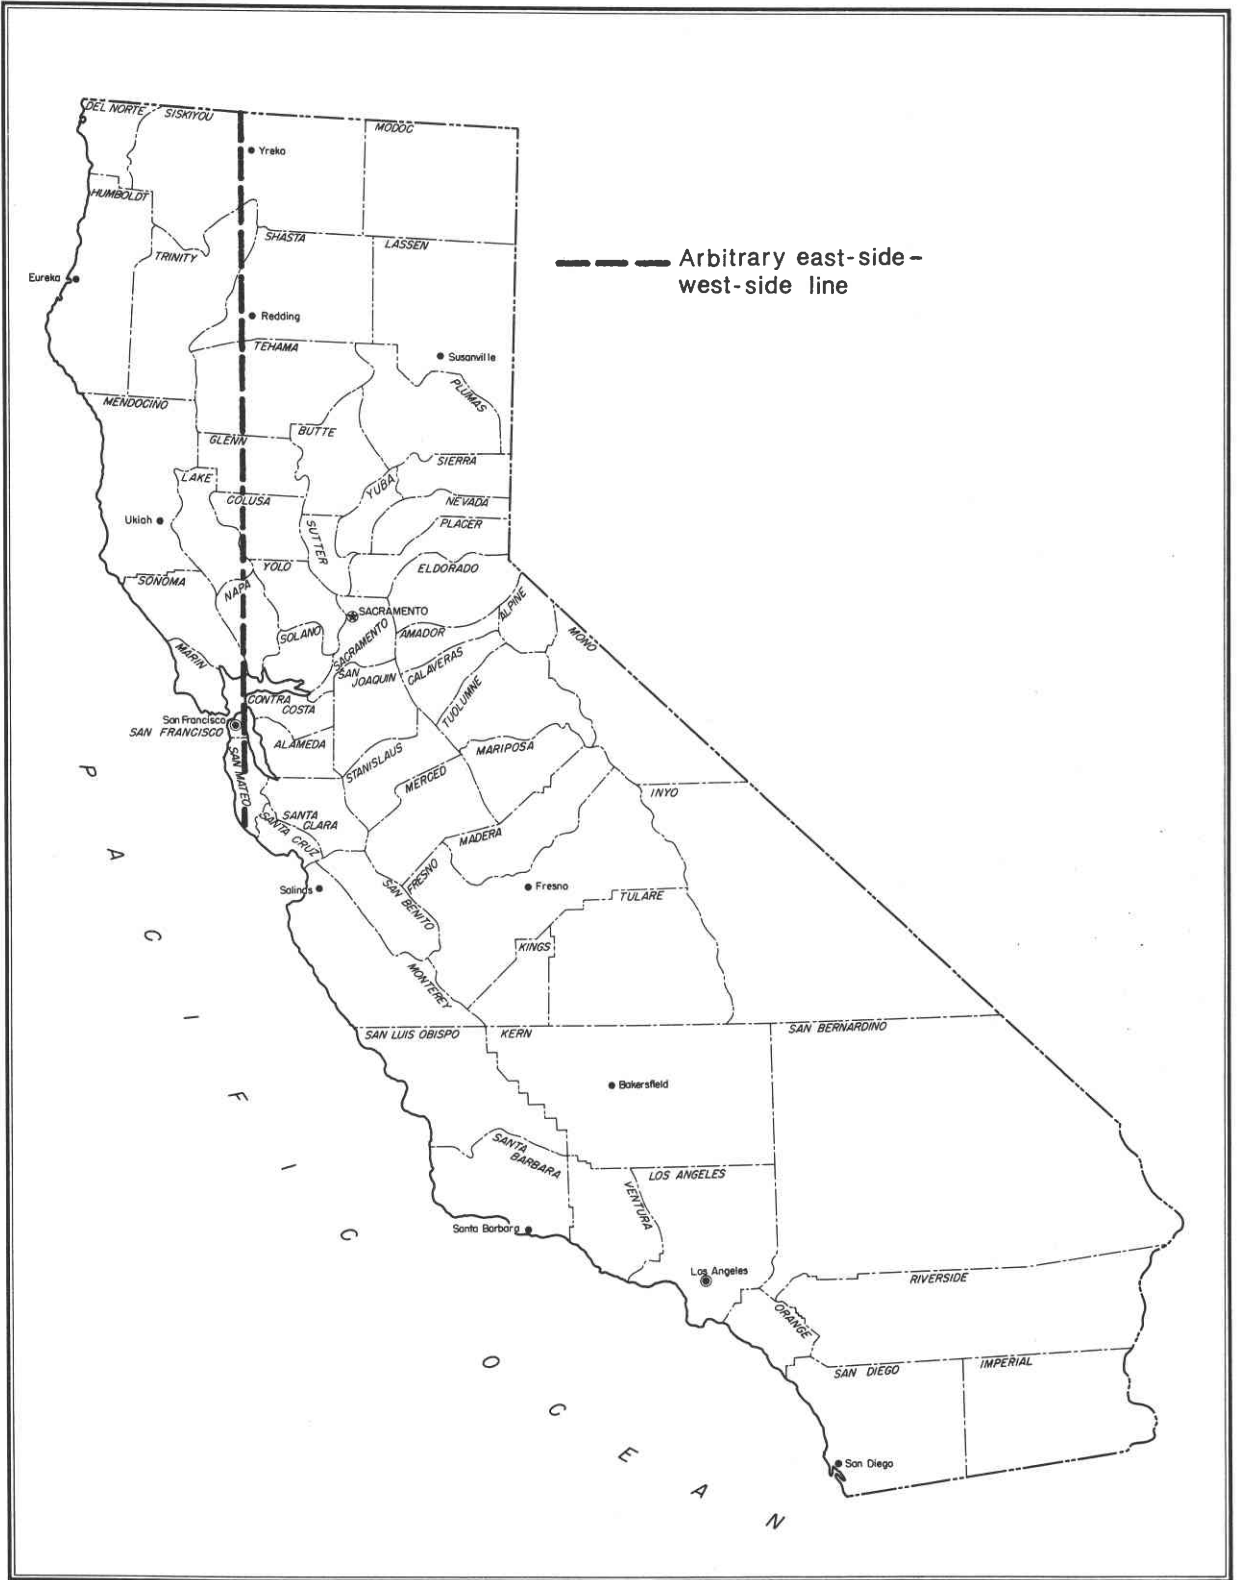 DEL NORTE
SISKIYOU
MODOC
Yreka
HUMBOLDT
SHASTA
LASSEN
TRINITY
Arbitrary east-side-
west-side line
Eureka
Redding
TEHAMA
Susanville
PLUMAS
MENDOCINO
GLENN
BUTTE
SIERRA
LAKE
YUBA
COLUSA
NEVADA
Ukiah
SUTTER
PLACER
YOLO
ELDORADO
SONOMA
NAPA
ALPINE
SACRAMENTO
SOLANO
SACRAMENTO
AMADOR
MONO
MARIN
SAN
JOAQUIN
CALAVERAS
CONTRA
COSTA
TUOLUMNE
San Francisco
SAN FRANCISCO
ALAMEDA
STANISLAUS
MARIPOSA
SAN MATEO
MERCED
INYO
SANTA
CLARA
SANTA CRUZ
MADERA
FRESNO
Salinas
SAN BENITO
Fresno
TULARE
KINGS
MONTEREY
SAN LUIS OBISPO
KERN
SAN BERNARDINO
Bakersfield
SANTA
BARBARA
LOS ANGELES
VENTURA
Santa Barbara
Los Angeles
RIVERSIDE
ORANGE
SAN DIEGO
IMPERIAL
San Diego
PACIFIC OCEAN